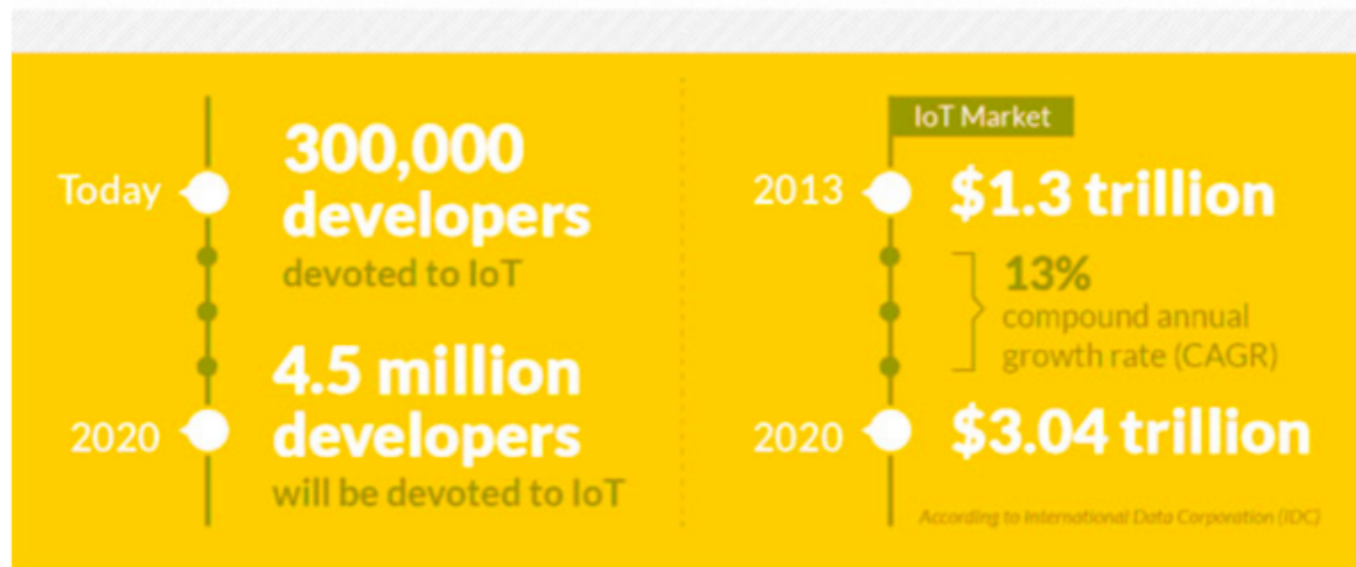 Today
300,000
developers
devoted to IoT
2020
4.5 million
developers
will be devoted to IoT
IoT Market
2013
$1.3 trillion
13%
compound annual
growth rate (CAGR)
2020
$3.04 trillion
According to International Data Corporation (IDC)